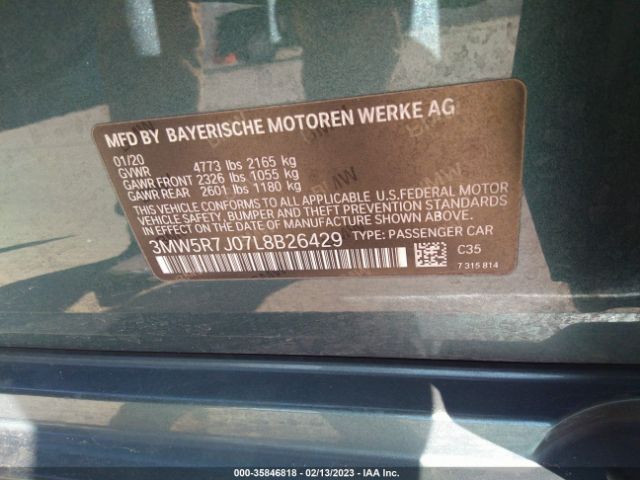 MFD BY BAYERISCHE MOTOREN WERKE AG
01/20
GVWR 4773 lbs 2165 kg
GAWR FRONT 2326 lbs 1055 kg
GAWR REAR 2601 lbs 1180 kg
THIS VEHICLE CONFORMS TO ALL APPLICABLE U.S. FEDERAL MOTOR
VEHICLE SAFETY, BUMPER AND THEFT PREVENTION STANDARDS
IN EFFECT ON THE DATE OF MANUFACTURE SHOWN ABOVE.
3MW5R7J07L8B26429 TYPE: PASSENGER CAR
C35
7 315 814
000-35846818 - 02/13/2023 - IAA Inc.